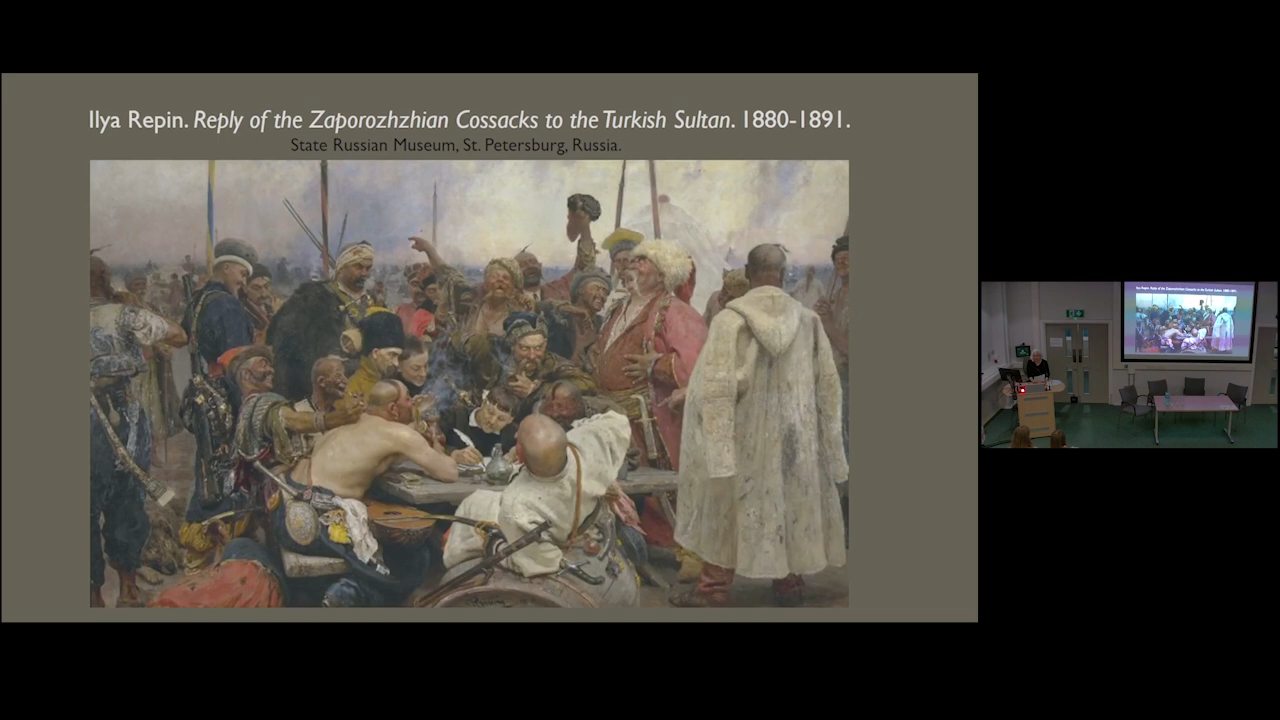 Ilya Repin. Reply of the Zaporozhzhian Cossacks to the Turkish Sultan. 1880-1891.
State Russian Museum, St. Petersburg, Russia.